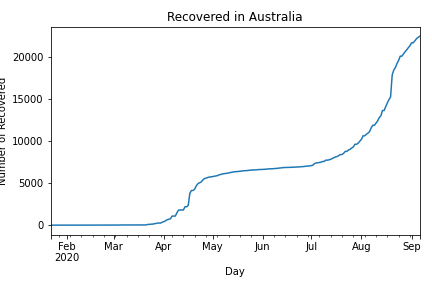 Recovered in Australia
Number of Recovered
20000
15000
10000
5000
0
Feb Mar Apr May Jun Jul Aug Sep
2020
Day